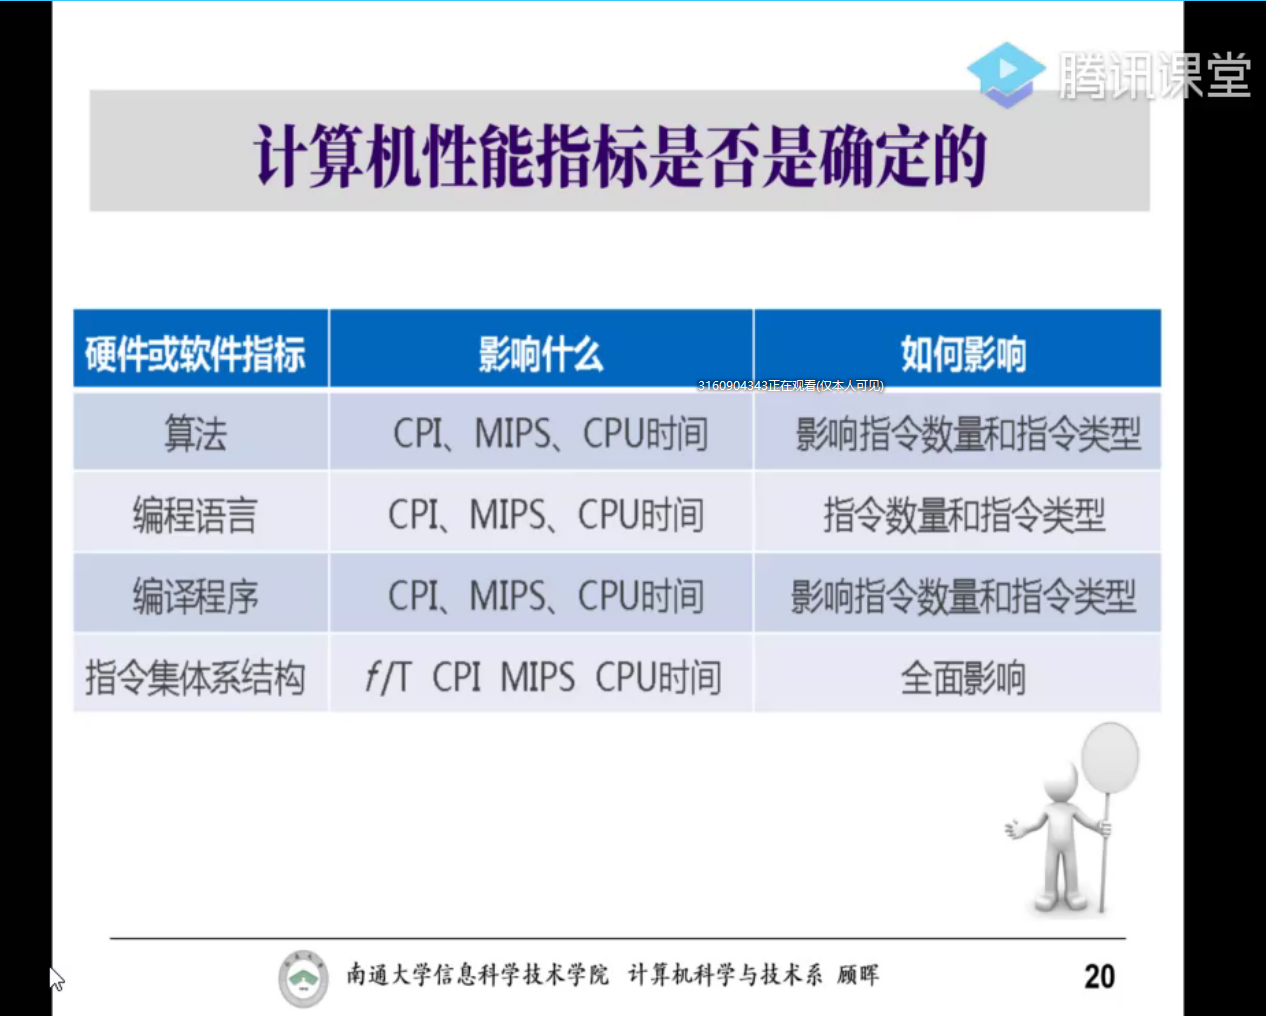 腾讯课堂
计算机性能指标是否是确定的
硬件或软件指标 影响什么 如何影响
3160904343正在观看(仅本人可见)
算法 CPI、MIPS、CPU时间 影响指令数量和指令类型
编程语言 CPI、MIPS、CPU时间 指令数量和指令类型
编译程序 CPI、MIPS、CPU时间 影响指令数量和指令类型
指令集体系结构 f/T CPI MIPS CPU时间 全面影响
南通大学信息科学技术学院 计算机科学与技术系 顾晖 20